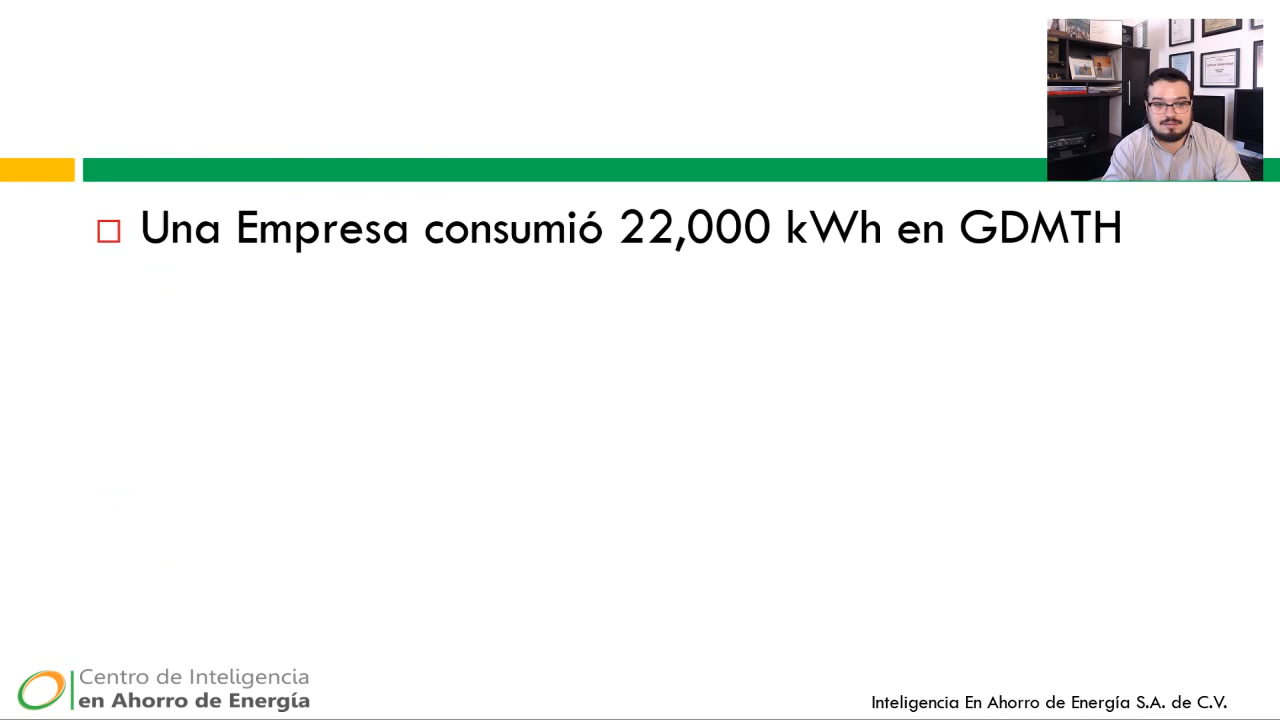 Una Empresa consumió 22,000 kWh en GDMTH
Centro de Inteligencia
en Ahorro de Energía
Inteligencia En Ahorro de Energía S.A. de C.V.